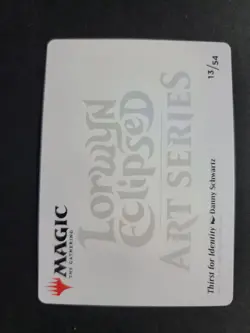 MAGIC
THE GATHERING
Lorwyn
Eclipsed
ART SERIES
13/54
Thirst for Identity Danny Schwartz